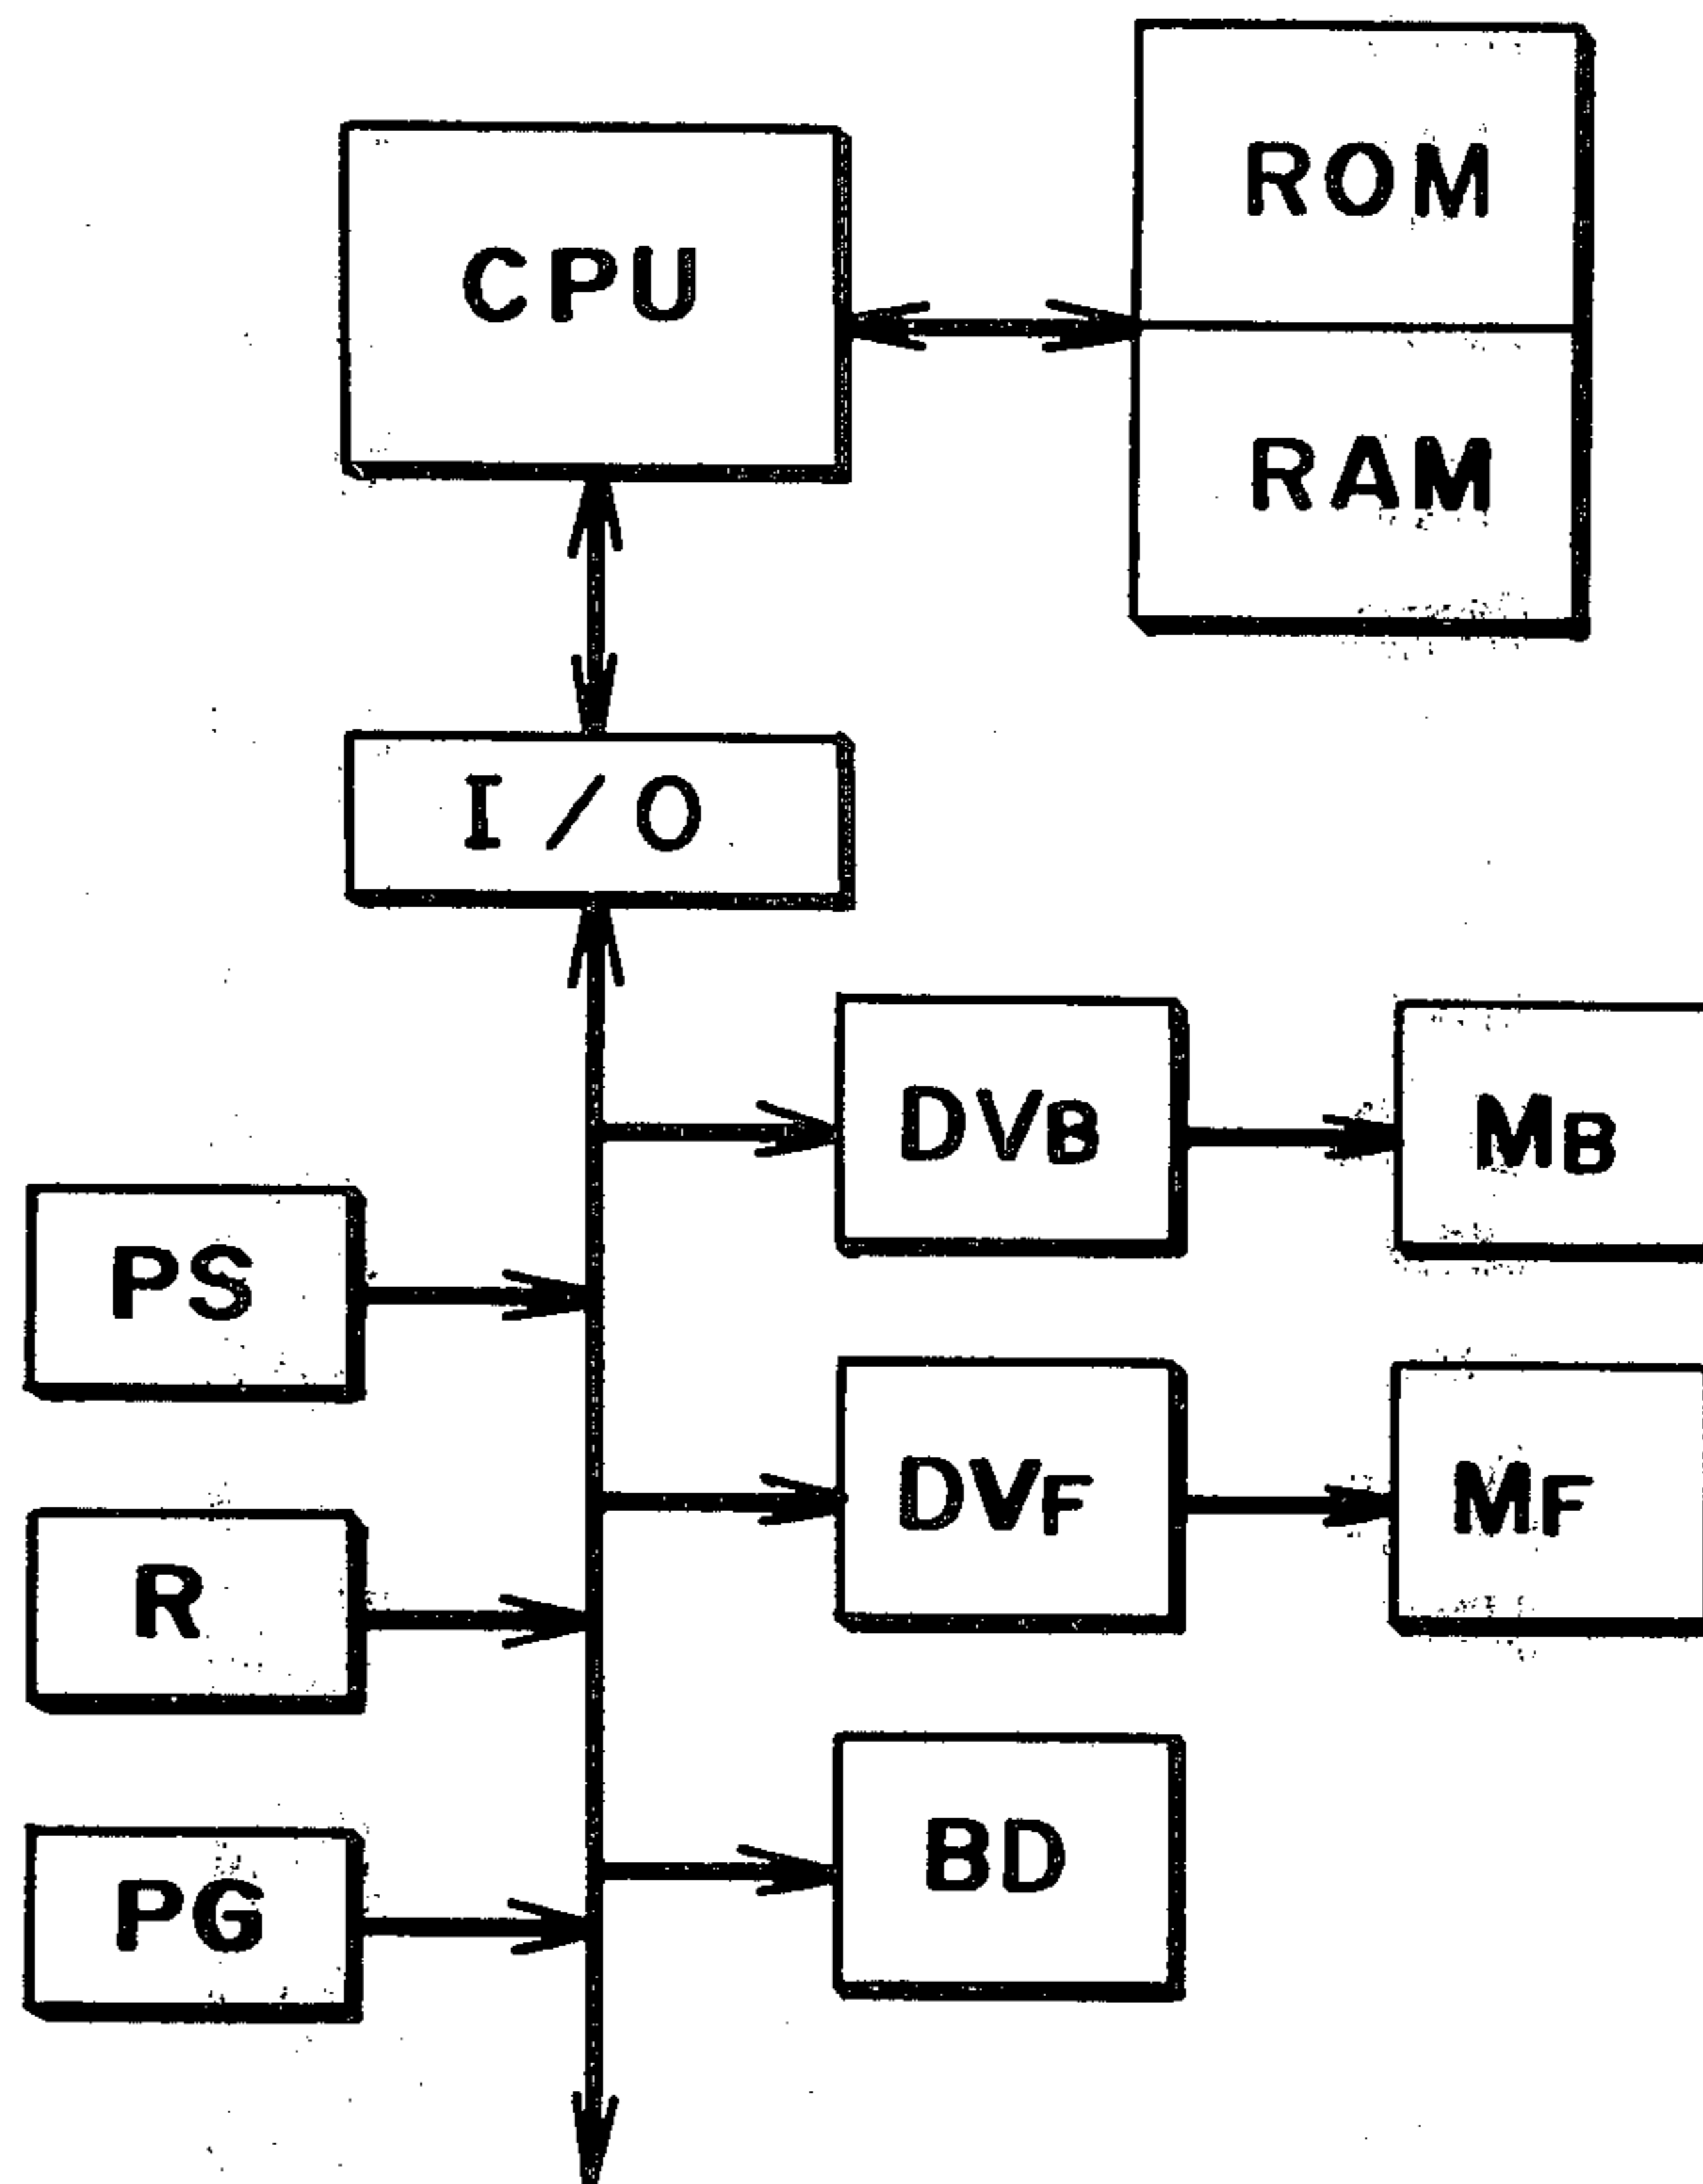 CPU
ROM
RAM
I/O
DVB
MB
PS
DVF
MF
R
BD
PG